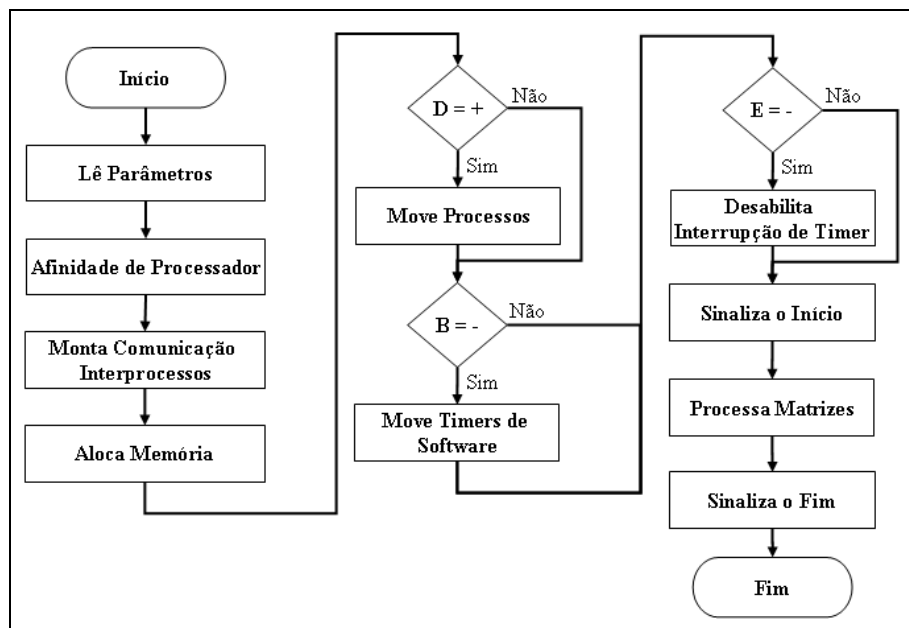 Início
Lê Parâmetros
Afinidade de Processador
Monta Comunicação
Interprocessos
Aloca Memória
D = +
Não
Sim
Move Processos
B = -
Não
Sim
Move Timers de
Software
E = -
Não
Sim
Desabilita
Interrupção de Timer
Sinaliza o Início
Processa Matrizes
Sinaliza o Fim
Fim